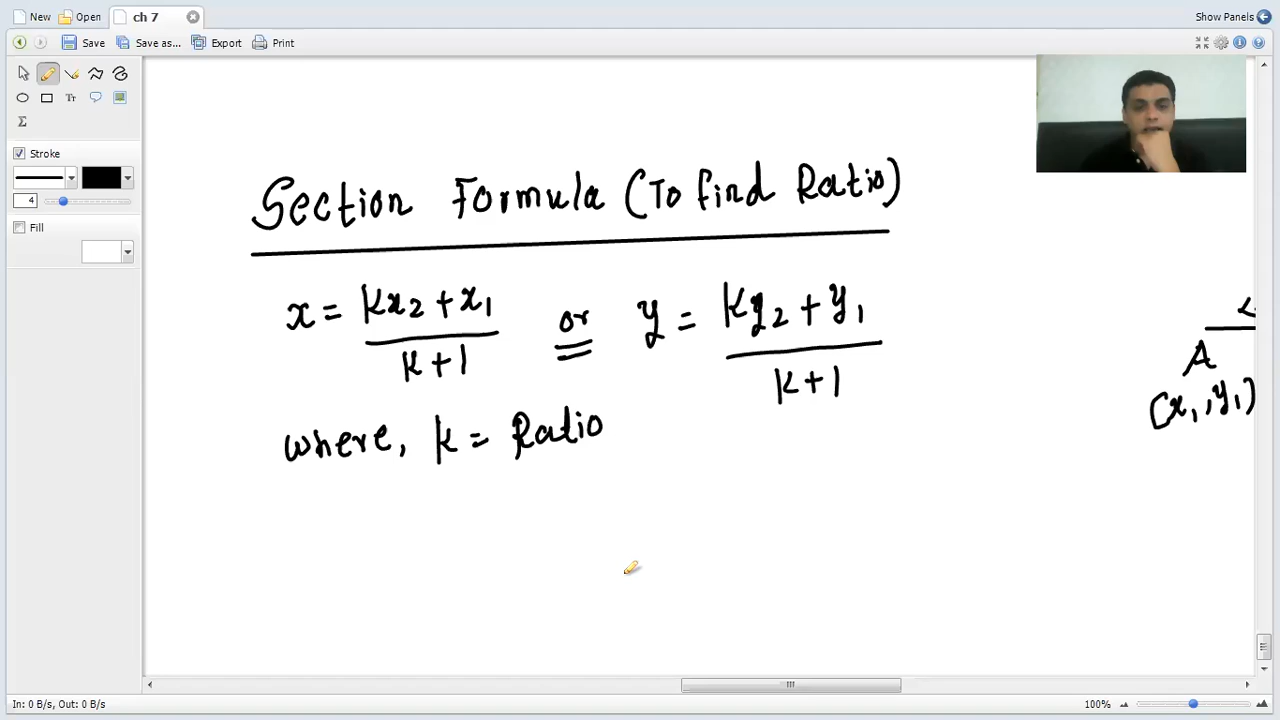 New Open ch 7 Show Panels
Save Save as... Export Print
Tт
Σ
Stroke
4
Fill
Section Formula (To find Ratio)
x = kx₂ + x₁ / k + 1 or y = ky₂ + y₁ / k + 1
where, k = Ratio
A
(x₁, y₁)
In: 0 B/s, Out: 0 B/s 100%